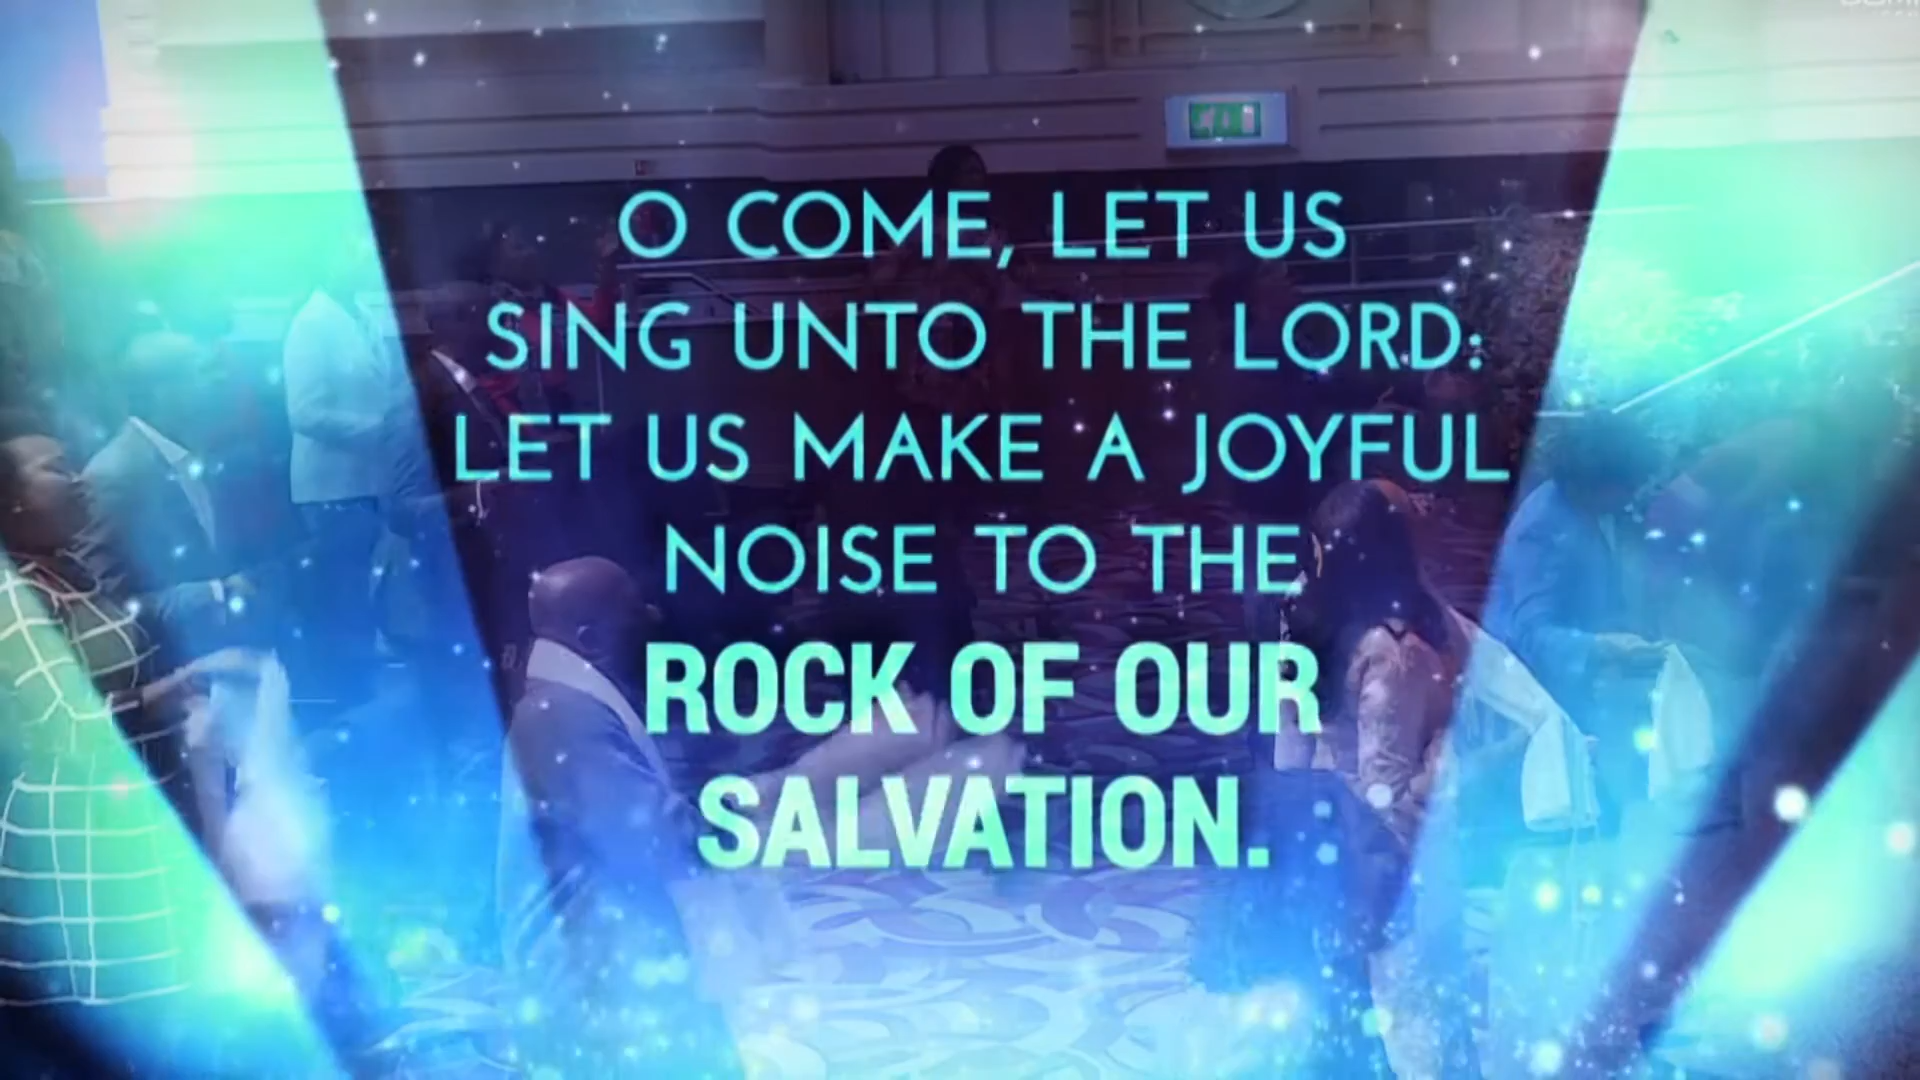 O COME, LET US
SING UNTO THE LORD:
LET US MAKE A JOYFUL
NOISE TO THE
ROCK OF OUR
SALVATION.